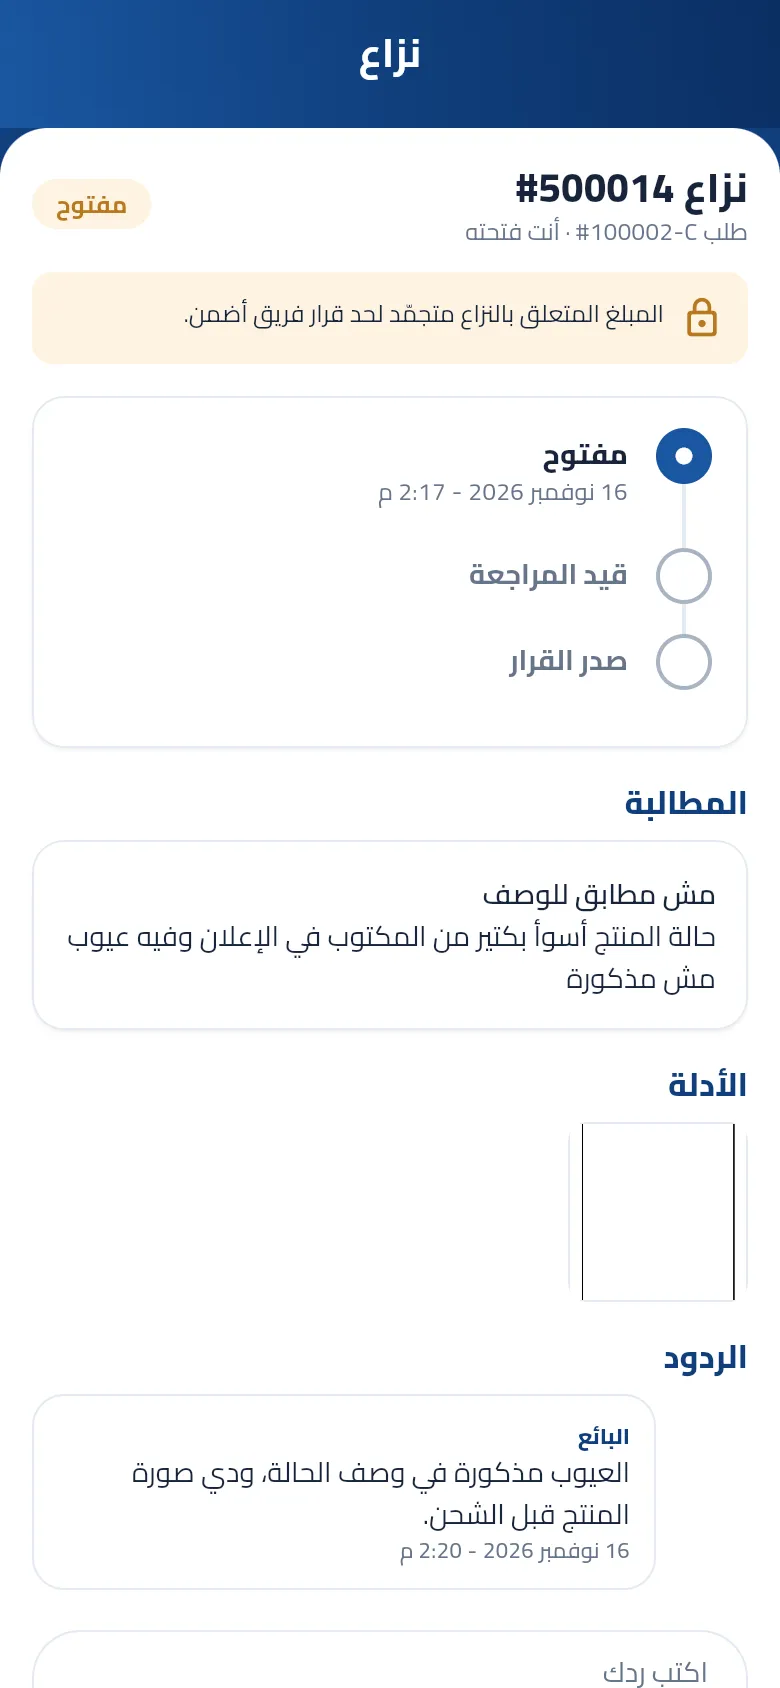 نزاع
نزاع 500014#
مفتوح
طلب C-100002# · أنت فتحته
المبلغ المتعلق بالنزاع متجمّد لحد قرار فريق أضمن.
مفتوح
16 نوفمبر 2026 - 2:17 م
قيد المراجعة
صدر القرار
المطالبة
مش مطابق للوصف
حالة المنتج أسوأ بكتير من المكتوب في الإعلان وفيه عيوب
مش مذكورة
الأدلة
الردود
البائع
العيوب مذكورة في وصف الحالة، ودي صورة
المنتج قبل الشحن.
16 نوفمبر 2026 - 2:20 م
اكتب ردك